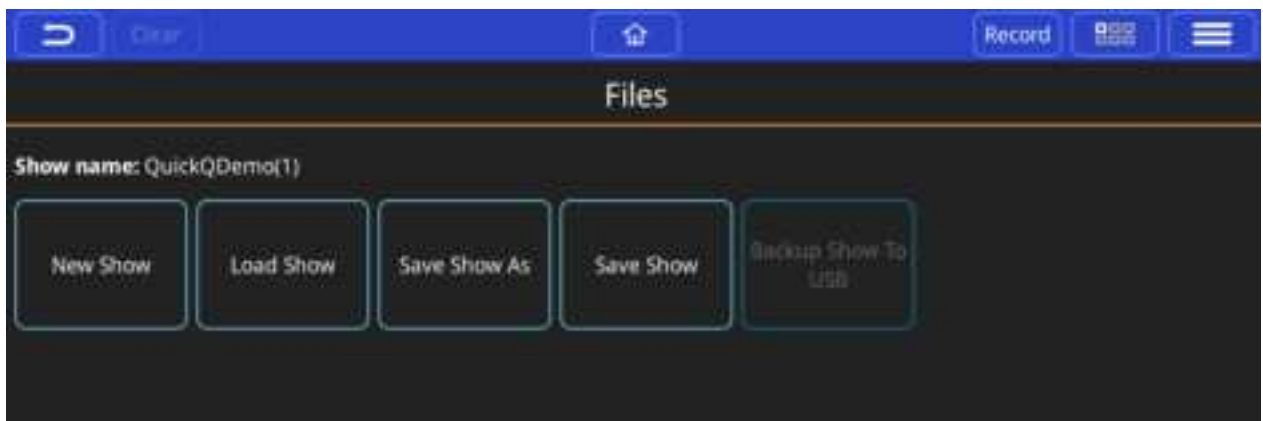 Clear
Record
Files
Show name: QuickQDemo(1)
New Show
Load Show
Save Show As
Save Show
Backup Show To
USB